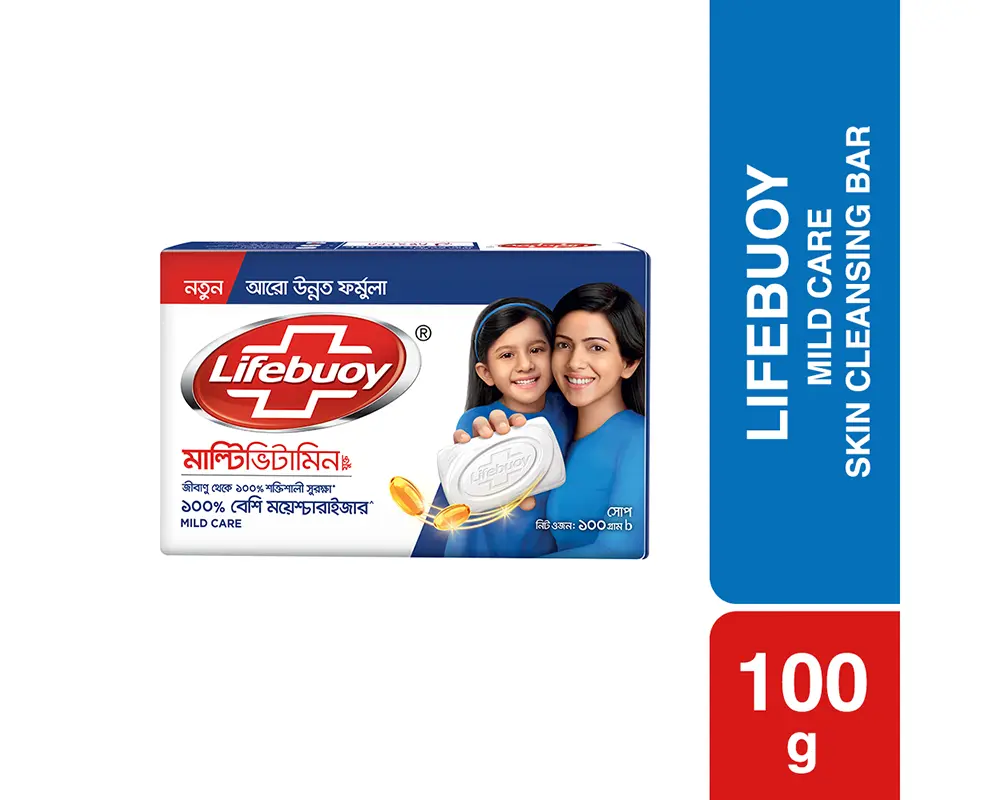 নতুন
আরো উন্নত ফর্মুলা
Lifebuoy
®
মাল্টিভিটামিন যুক্ত
জীবাণু থেকে ১০০% শক্তিশালী সুরক্ষা*
১০০% বেশি ময়েশ্চারাইজার^
MILD CARE
Lifebuoy
সোপ
নিট ওজন: ১০০ গ্রাম b
LIFEBUOY
MILD CARE
SKIN CLEANSING BAR
100
g